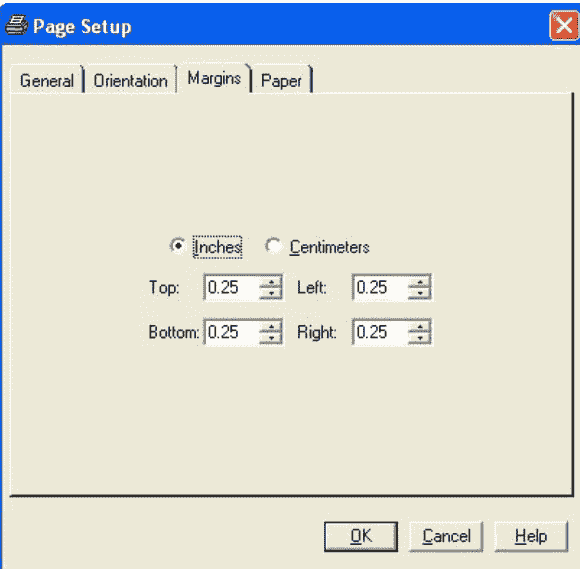 Page Setup
General Orientation Margins Paper
Inches Centimeters
Top: 0.25 Left: 0.25
Bottom: 0.25 Right: 0.25
OK Cancel Help